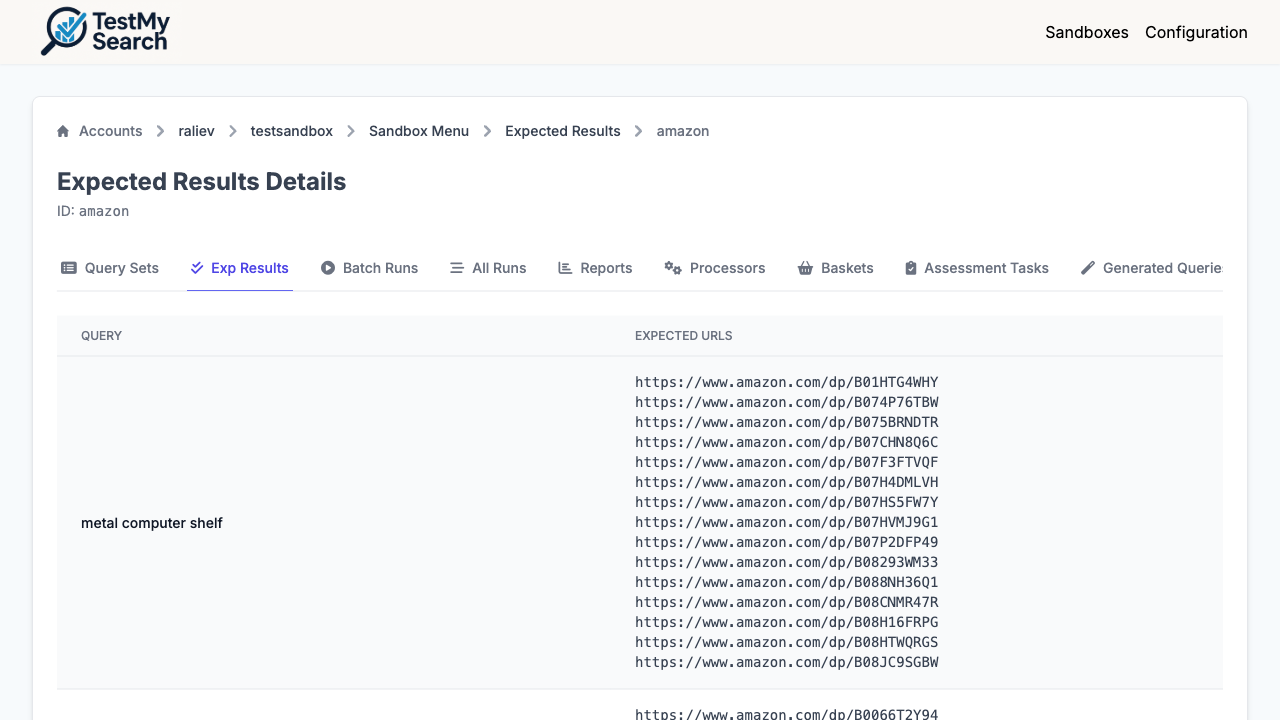 TestMy
Search
Sandboxes Configuration
Accounts raliev testsandbox Sandbox Menu Expected Results amazon
Expected Results Details
ID: amazon
Query Sets Exp Results Batch Runs All Runs Reports Processors Baskets Assessment Tasks Generated Querie
QUERY EXPECTED URLS
https://www.amazon.com/dp/B01HTG4WHY
https://www.amazon.com/dp/B074P76TBW
https://www.amazon.com/dp/B075BRNDTR
https://www.amazon.com/dp/B07CHN8Q6C
https://www.amazon.com/dp/B07F3FTVQF
https://www.amazon.com/dp/B07H4DMLVH
https://www.amazon.com/dp/B07HS5FW7Y
metal computer shelf https://www.amazon.com/dp/B07HVMJ9G1
https://www.amazon.com/dp/B07P2DFP49
https://www.amazon.com/dp/B08293WM33
https://www.amazon.com/dp/B088NH36Q1
https://www.amazon.com/dp/B08CNMR47R
https://www.amazon.com/dp/B08H16FRPG
https://www.amazon.com/dp/B08HTWQRGS
https://www.amazon.com/dp/B08JC9SGBW
https://www.amazon.com/dp/B0066T2Y94